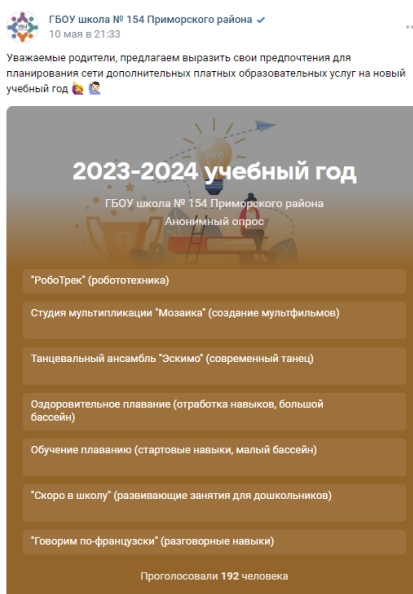 ГБОУ школа № 154 Приморского района
10 мая в 21:33
Уважаемые родители, предлагаем выразить свои предпочтения для
планирования сети дополнительных платных образовательных услуг на новый
учебный год 🙋 🙋🏻
2023-2024 учебный год
ГБОУ школа № 154 Приморского района
Анонимный опрос
"РобоТрек" (робототехника)
Студия мультипликации "Мозаика" (создание мультфильмов)
Танцевальный ансамбль "Эскимо" (современный танец)
Оздоровительное плавание (отработка навыков, большой
бассейн)
Обучение плаванию (стартовые навыки, малый бассейн)
"Скоро в школу" (развивающие занятия для дошкольников)
"Говорим по-французски" (разговорные навыки)
Проголосовали 192 человека